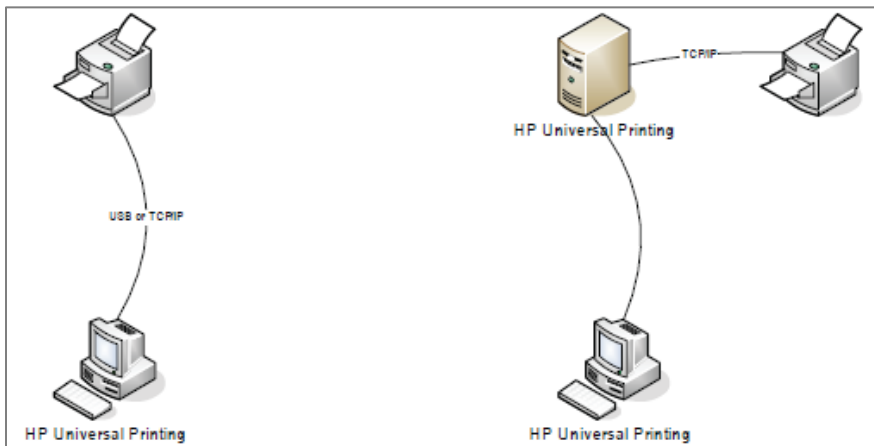 TCP/IP
HP Universal Printing
USB or TCP/IP
HP Universal Printing
HP Universal Printing